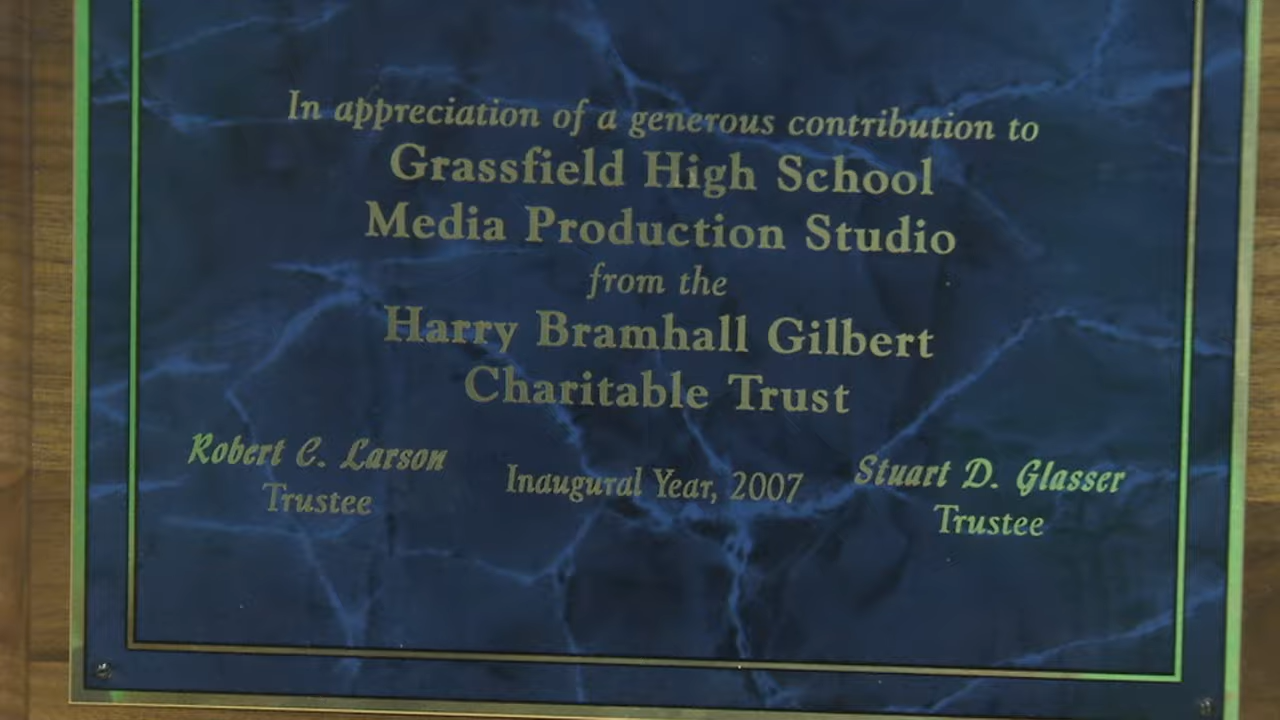 In appreciation of a generous contribution to
Grassfield High School
Media Production Studio
from the
Harry Bramhall Gilbert
Charitable Trust
Robert C. Larson
Trustee
Inaugural Year, 2007
Stuart D. Glasser
Trustee